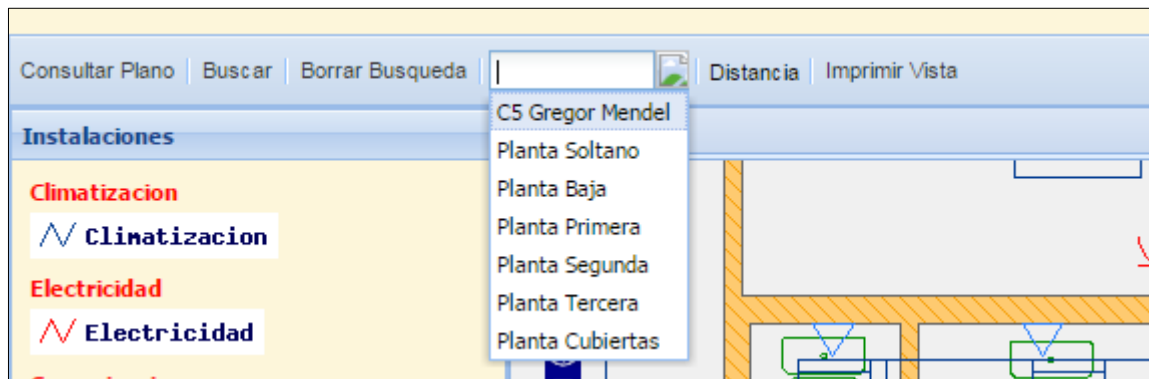 Consultar Plano Buscar Borrar Busqueda Distancia Imprimir Vista
C5 Gregor Mendel
Planta Soltano
Planta Baja
Planta Primera
Planta Segunda
Planta Tercera
Planta Cubiertas
Instalaciones
Climatizacion
Climatizacion
Electricidad
Electricidad